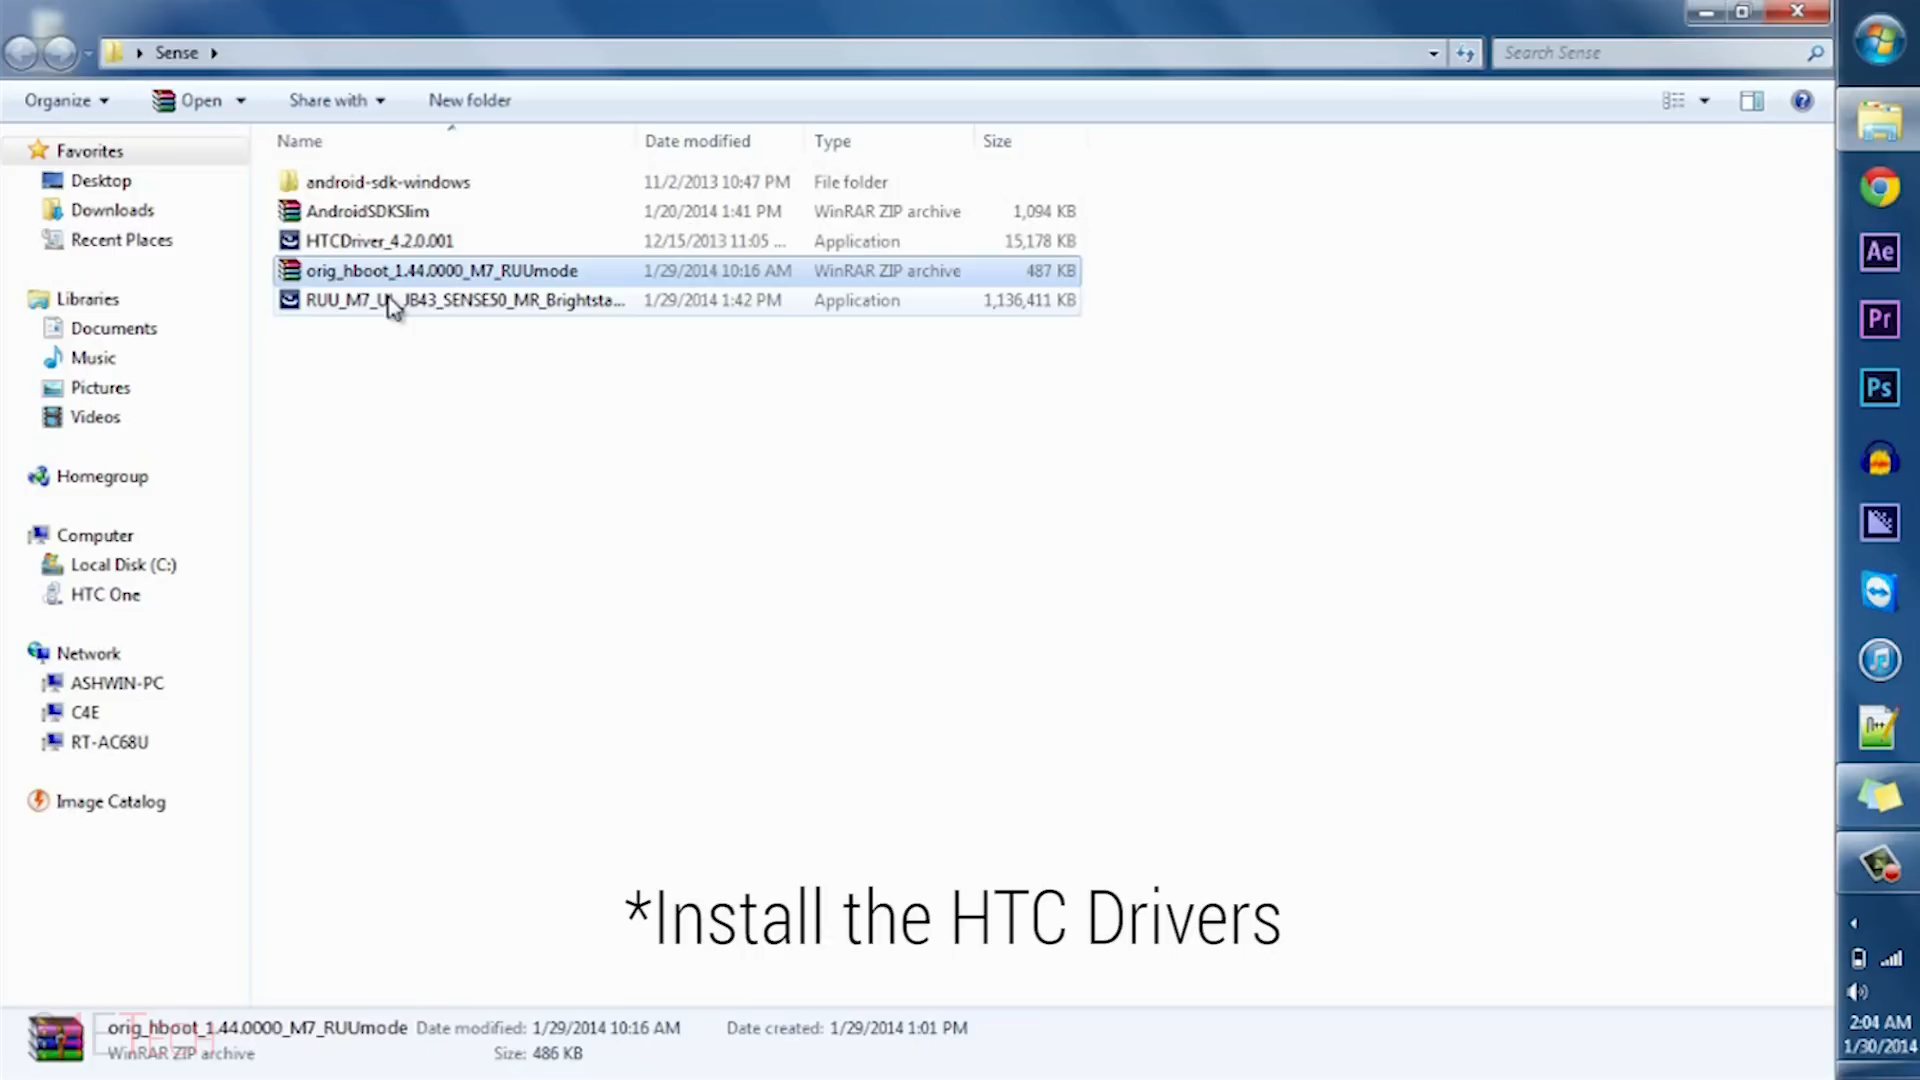 Sense
Search Sense
Organize
Open
Share with
New folder
Name
Date modified
Type
Size
Favorites
Desktop
Downloads
Recent Places
Libraries
Documents
Music
Pictures
Videos
Homegroup
Computer
Local Disk (C:)
HTC One
Network
ASHWIN-PC
C4E
RT-AC68U
Image Catalog
android-sdk-windows 11/2/2013 10:47 PM File folder
AndroidSDKSlim 1/20/2014 1:41 PM WinRAR ZIP archive 1,094 KB
HTCDriver_4.2.0.001 12/15/2013 11:05 ... Application 15,178 KB
orig_hboot_1.44.0000_M7_RUUmode 1/29/2014 10:16 AM WinRAR ZIP archive 487 KB
RUU_M7_U JB43_SENSE50_MR_Brightsta... 1/29/2014 1:42 PM Application 1,136,411 KB
*Install the HTC Drivers
orig_hboot_1.44.0000_M7_RUUmode Date modified: 1/29/2014 10:16 AM Date created: 1/29/2014 1:01 PM
WinRAR ZIP archive Size: 486 KB
Ae
Pr
Ps
n++
2:04 AM
1/30/2014